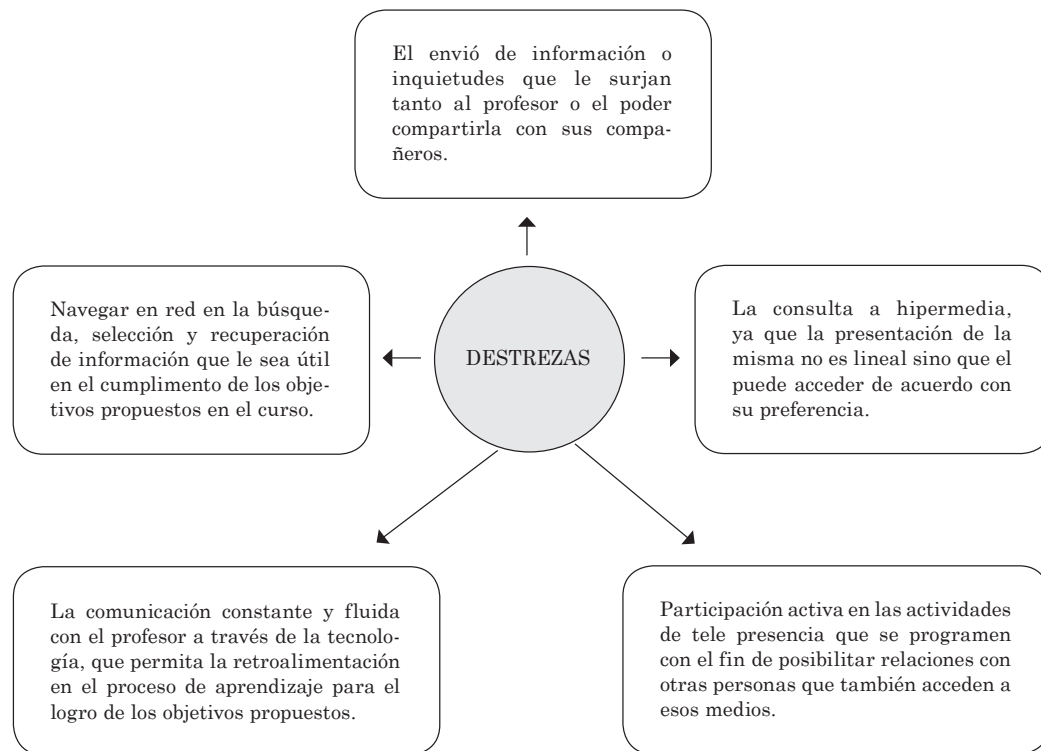 El envió de información o
inquietudes que le surjan
tanto al profesor o el poder
compartirla con sus compa-
ñeros.
Navegar en red en la búsque-
da, selección y recuperación
de información que le sea útil
en el cumplimento de los obje-
tivos propuestos en el curso.
DESTREZAS
La consulta a hipermedia,
ya que la presentación de la
misma no es lineal sino que el
puede acceder de acuerdo con
su preferencia.
La comunicación constante y fluida
con el profesor a través de la tecnolo-
gía, que permita la retroalimentación
en el proceso de aprendizaje para el
logro de los objetivos propuestos.
Participación activa en las actividades
de tele presencia que se programen
con el fin de posibilitar relaciones con
otras personas que también acceden a
esos medios.